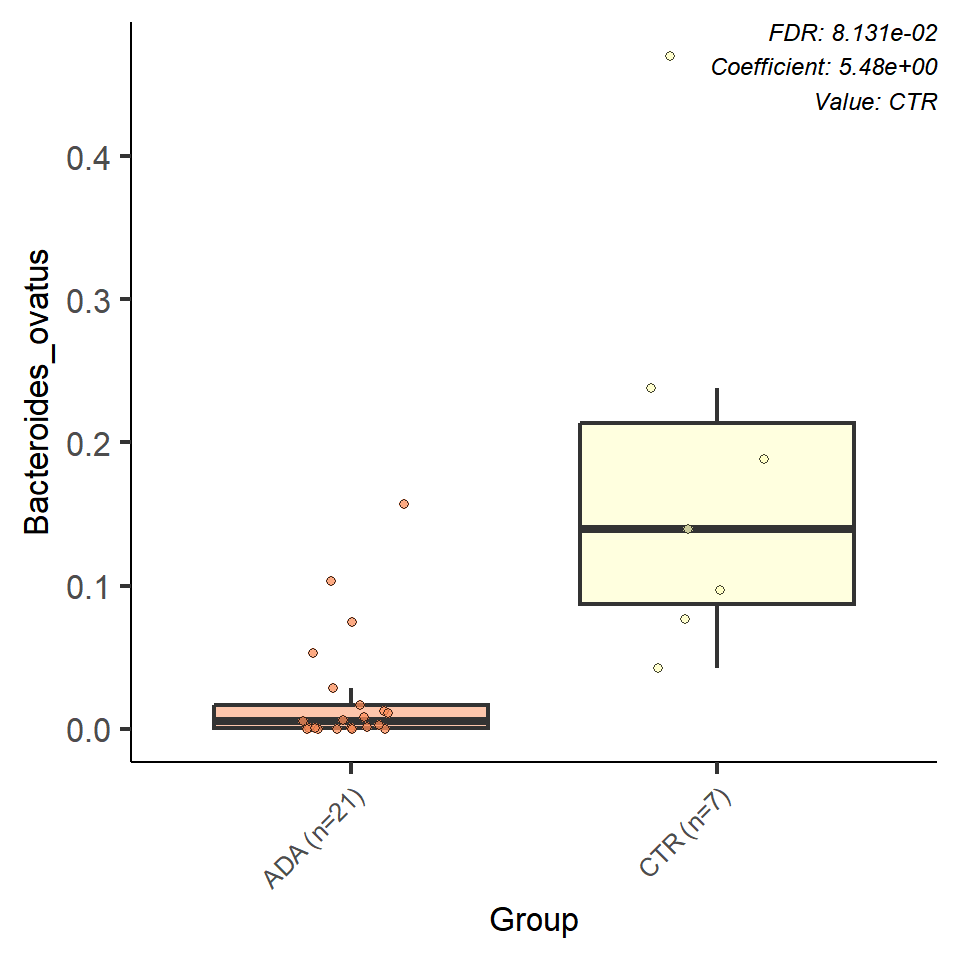 FDR: 8.131e-02
Coefficient: 5.48e+00
Value: CTR
Bacteroides_ovatus
0.4
0.3
0.2
0.1
0.0
ADA (n=21)
CTR (n=7)
Group